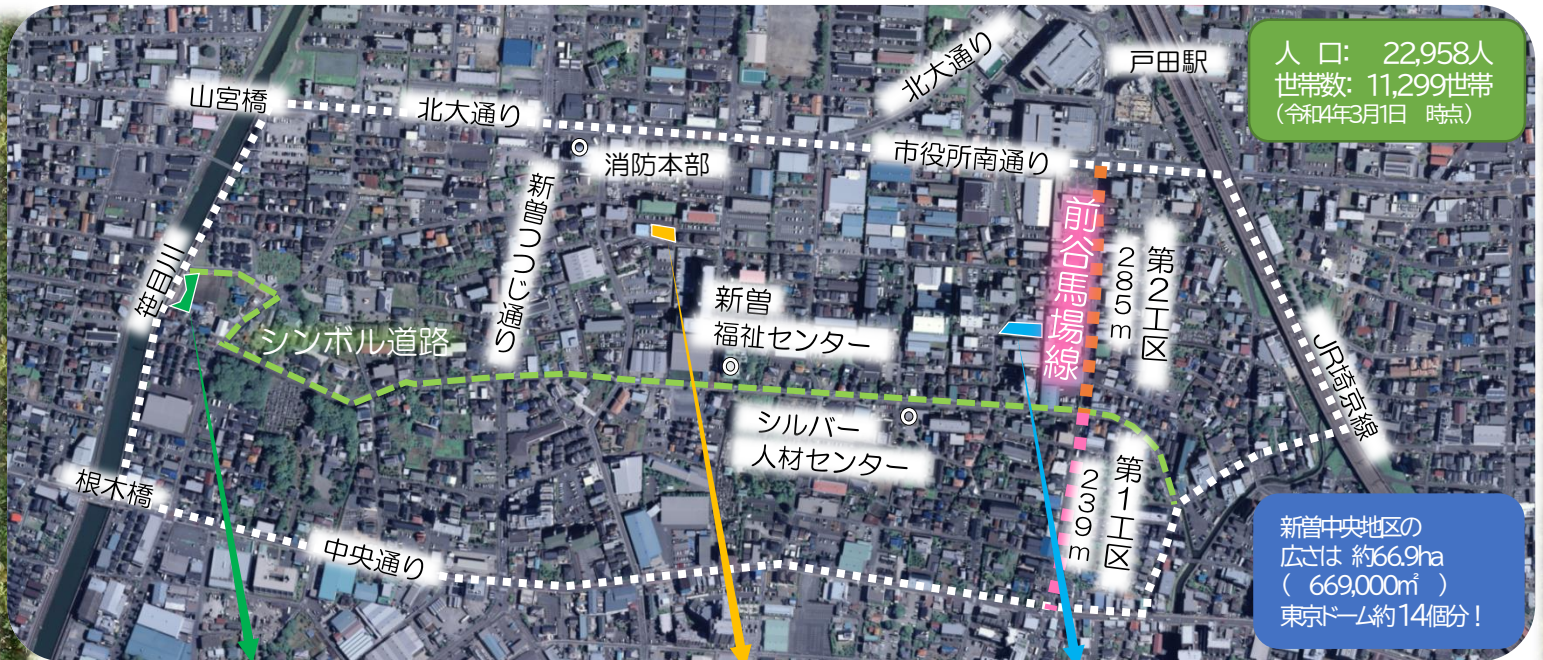 山宮橋
北大通り
北大通り
戸田駅
人　口：　22,958人
世帯数：　11,299世帯
（令和4年3月1日　時点）
消防本部
市役所南通り
新曽つつじ通り
前谷馬場線
第2工区
285m
笹目川
シンボル道路
新曽
福祉センター
JR埼京線
シルバー
人材センター
第1工区
239m
根木橋
中央通り
新曽中央地区の
広さは 約66.9ha
（　669,000㎡　）
東京ドーム約14個分！